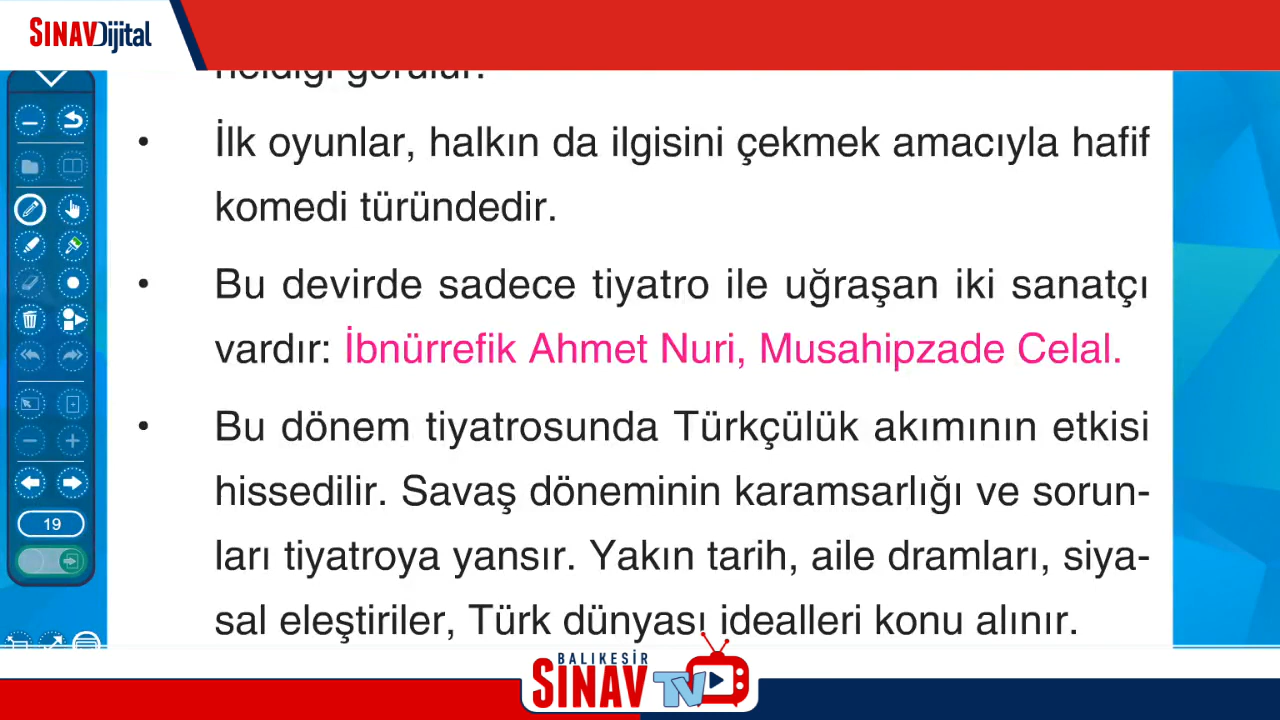 SINAVDijital
• İlk oyunlar, halkın da ilgisini çekmek amacıyla hafif
komedi türündedir.
• Bu devirde sadece tiyatro ile uğraşan iki sanatçı
vardır: İbnürrefik Ahmet Nuri, Musahipzade Celal.
• Bu dönem tiyatrosunda Türkçülük akımının etkisi
hissedilir. Savaş döneminin karamsarlığı ve sorun-
ları tiyatroya yansır. Yakın tarih, aile dramları, siya-
sal eleştiriler, Türk dünyası idealleri konu alınır.
19
BALIKESİR
SINAV TV